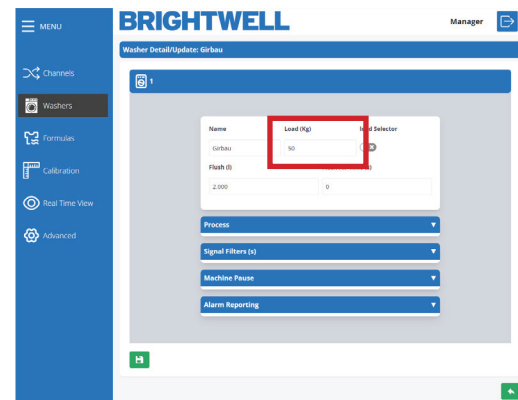 MENU
BRIGHTWELL
Manager
Washer Detail/Update: Girbau
Channels
Washers
Formulas
Calibration
Real Time View
Advanced
1
Name Load (Kg) Selector
Girbau 50
Flush (l)
2.000 0
Process
Signal Filters (s)
Machine Pause
Alarm Reporting